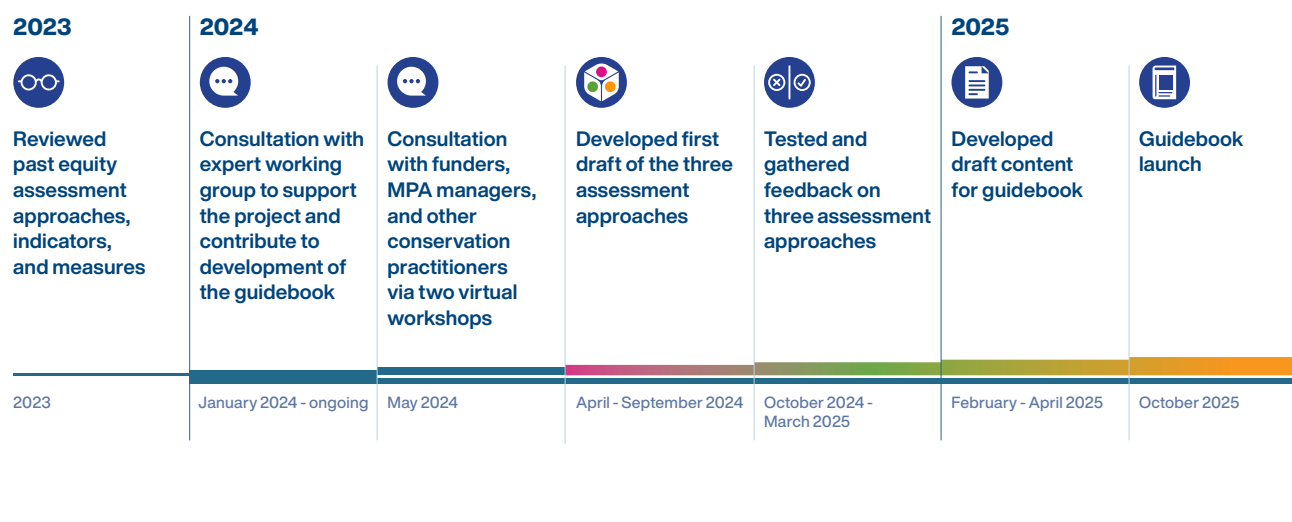 2023
Reviewed
past equity
assessment
approaches,
indicators,
and measures
2023
2024
Consultation with
expert working
group to support
the project and
contribute to
development of
the guidebook
January 2024 - ongoing
Consultation
with funders,
MPA managers,
and other
conservation
practitioners
via two virtual
workshops
May 2024
Developed first
draft of the three
assessment
approaches
April - September 2024
Tested and
gathered
feedback on
three assessment
approaches
October 2024 -
March 2025
2025
Developed
draft content
for guidebook
February - April 2025
Guidebook
launch
October 2025